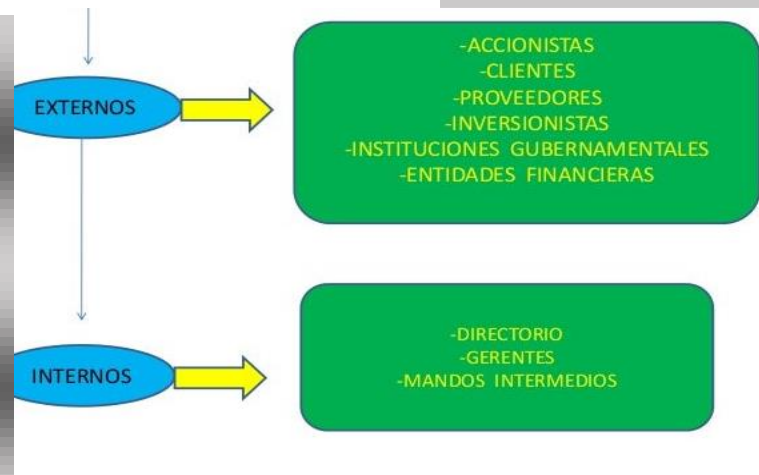 EXTERNOS
-ACCIONISTAS
-CLIENTES
-PROVEEDORES
-INVERSIONISTAS
-INSTITUCIONES GUBERNAMENTALES
-ENTIDADES FINANCIERAS
INTERNOS
-DIRECTORIO
-GERENTES
-MANDOS INTERMEDIOS